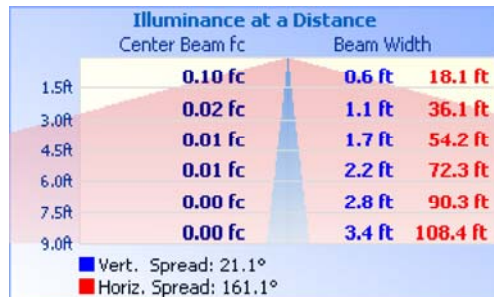 Illuminance at a Distance
Center Beam fc Beam Width
0.10 fc 0.6 ft 18.1 ft
1.5ft
0.02 fc 1.1 ft 36.1 ft
3.0ft
0.01 fc 1.7 ft 54.2 ft
4.5ft
0.01 fc 2.2 ft 72.3 ft
6.0ft
0.00 fc 2.8 ft 90.3 ft
7.5ft
0.00 fc 3.4 ft 108.4 ft
9.0ft
Vert. Spread: 21.1°
Horiz. Spread: 161.1°